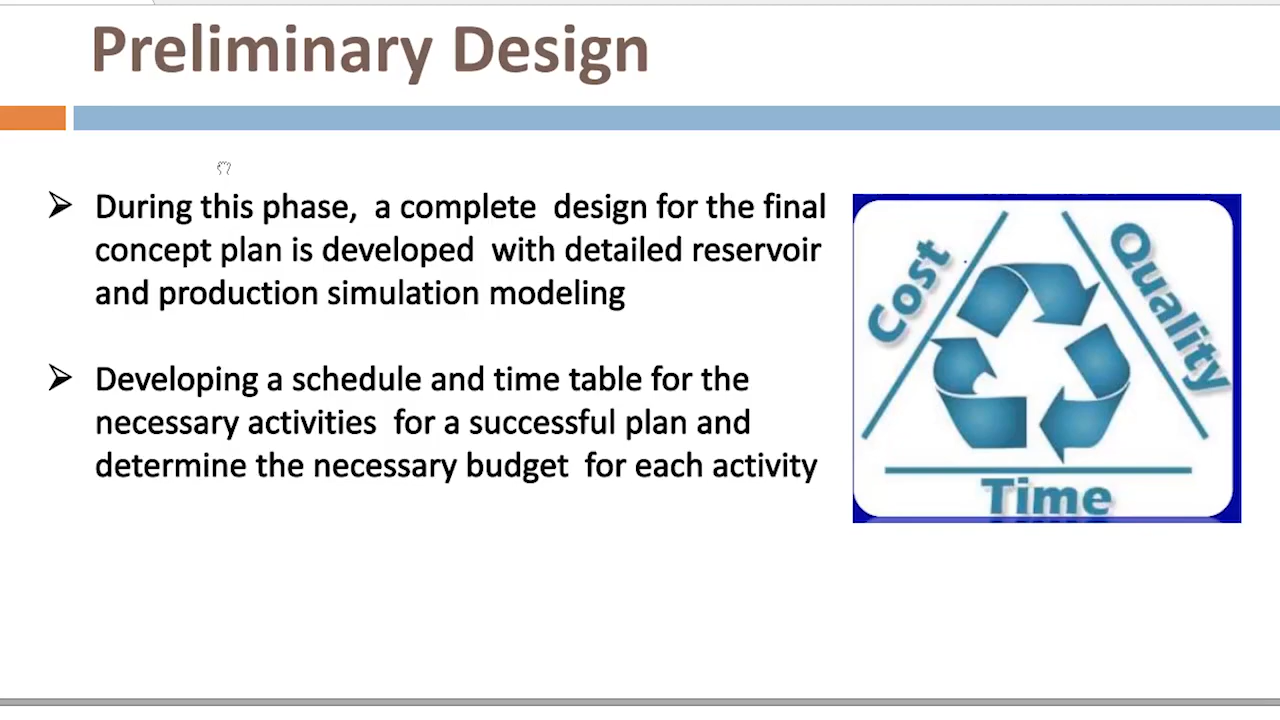 Preliminary Design
During this phase, a complete design for the final
concept plan is developed with detailed reservoir
and production simulation modeling
Developing a schedule and time table for the
necessary activities for a successful plan and
determine the necessary budget for each activity
Cost
Quality
Time